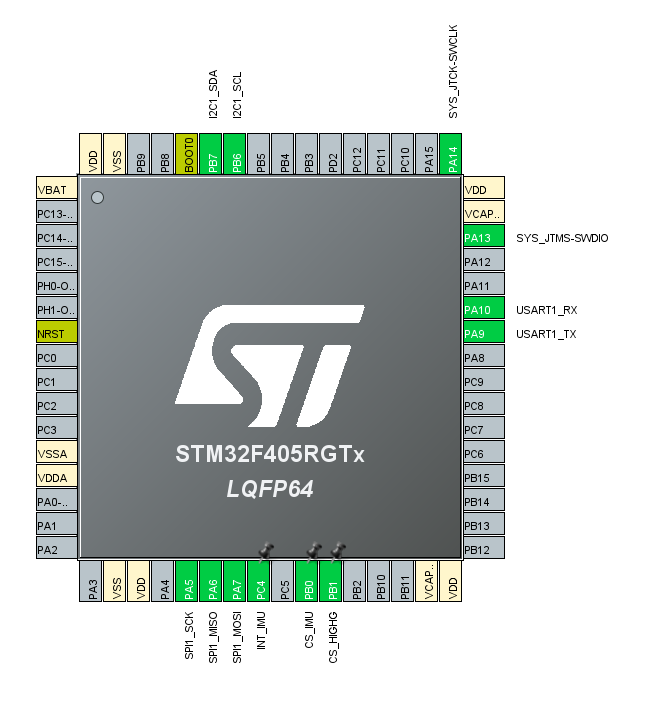 SYS_JTCK-SWCLK
I2C1_SDA
I2C1_SCL
VDD
VSS
PB9
PB8
BOOT0
PB7
PB6
PB5
PB4
PB3
PD2
PC12
PC11
PC10
PA15
PA14
VBAT
PC13-..
PC14-..
PC15-..
PH0-O..
PH1-O..
NRST
PC0
PC1
PC2
PC3
VSSA
VDDA
PA0-..
PA1
PA2
VDD
VCAP..
PA13 SYS_JTMS-SWDIO
PA12
PA11
PA10 USART1_RX
PA9 USART1_TX
PA8
PC9
PC8
PC7
PC6
PB15
PB14
PB13
PB12
ST
STM32F405RGTx
LQFP64
PA3
VSS
VDD
PA4
PA5
PA6
PA7
PC4
PC5
PB0
PB1
PB2
PB10
PB11
VCAP..
VDD
SPI1_SCK
SPI1_MISO
SPI1_MOSI
INT_IMU
CS_IMU
CS_HIGHG